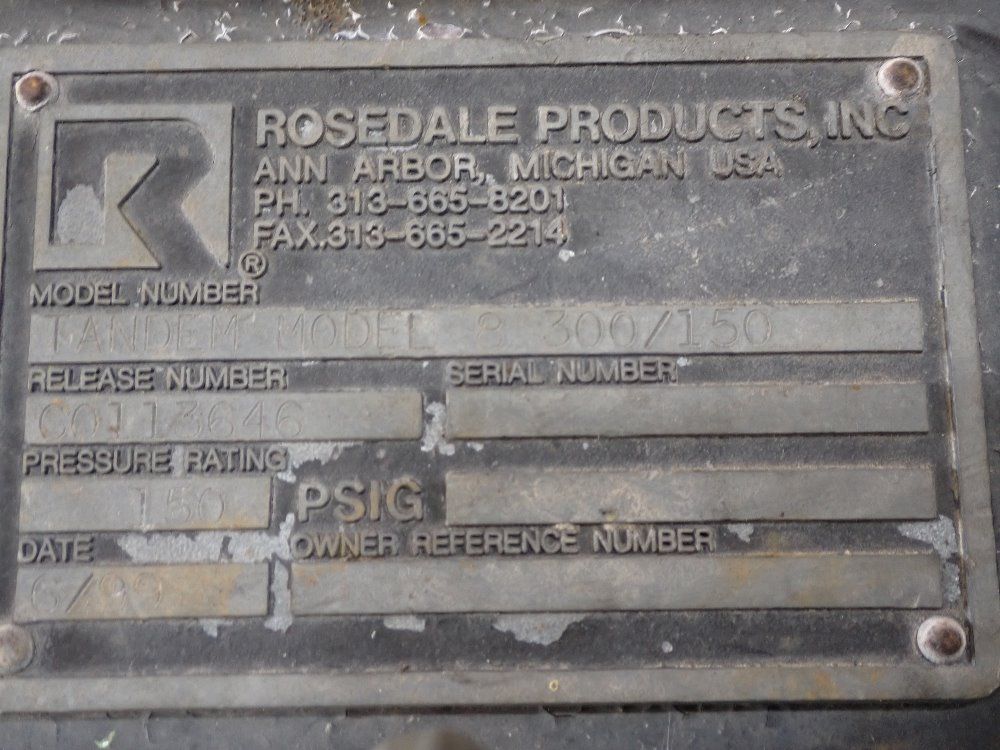 R
ROSEDALE PRODUCTS, INC
ANN ARBOR, MICHIGAN USA
PH. 313-665-8201
FAX.313-665-2214
®
MODEL NUMBER
TANDEM MODEL 8 300/150
RELEASE NUMBER SERIAL NUMBER
CO113646
PRESSURE RATING
150 PSIG
DATE OWNER REFERENCE NUMBER
6/99